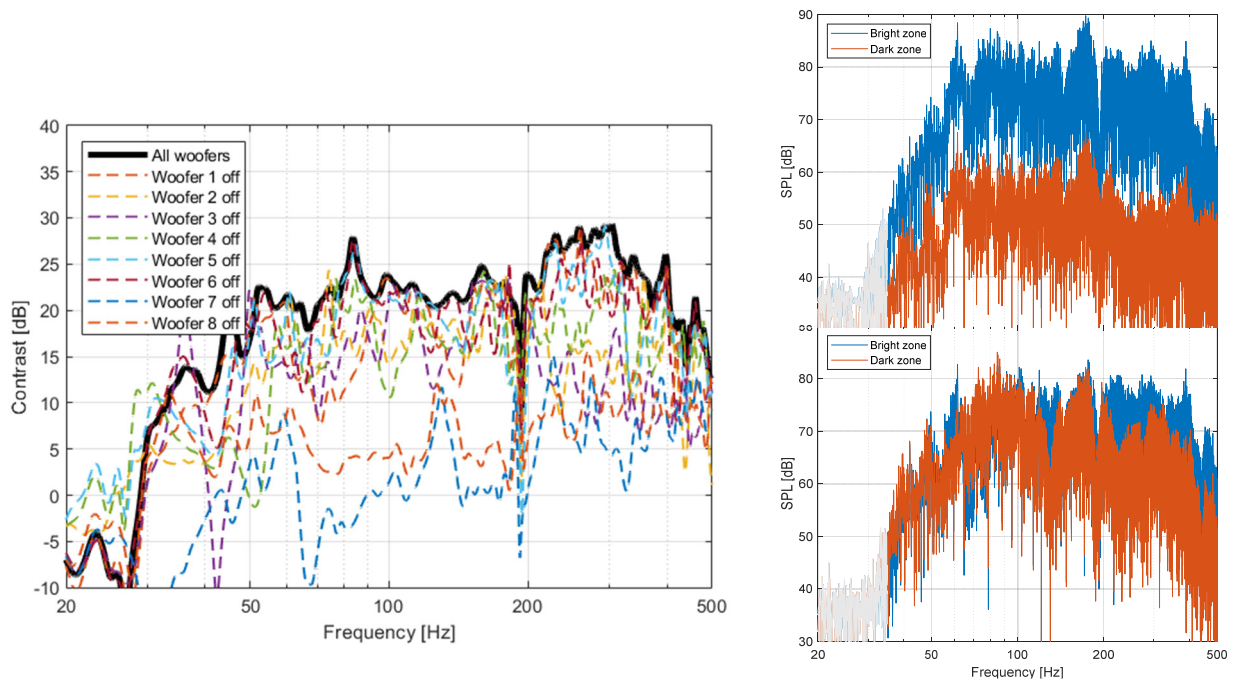 40
35
30
25
20
15
10
5
0
-5
-10
Contrast [dB]
All woofers
Woofer 1 off
Woofer 2 off
Woofer 3 off
Woofer 4 off
Woofer 5 off
Woofer 6 off
Woofer 7 off
Woofer 8 off
20
50
100
200
500
Frequency [Hz]
90
80
70
60
50
40
SPL [dB]
Bright zone
Dark zone
80
70
60
50
40
30
SPL [dB]
Bright zone
Dark zone
20
50
100
200
500
Frequency [Hz]